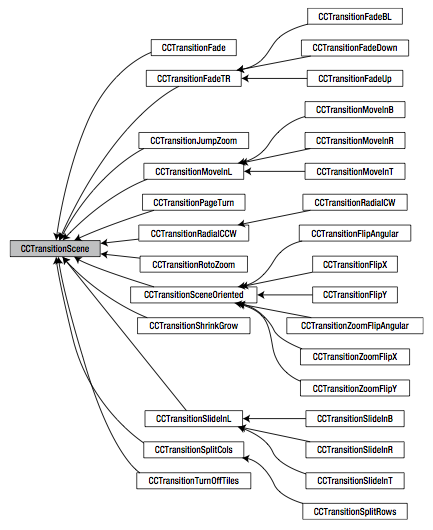 CCTransitionFadeBL
CCTransitionFade
CCTransitionFadeDown
CCTransitionFadeTR
CCTransitionFadeUp
CCTransitionMoveInB
CCTransitionJumpZoom
CCTransitionMoveInR
CCTransitionMoveInL
CCTransitionMoveInT
CCTransitionPageTurn
CCTransitionRadialCW
CCTransitionRadialCCW
CCTransitionFlipAngular
CCTransitionScene
CCTransitionRotoZoom
CCTransitionFlipX
CCTransitionSceneOriented
CCTransitionFlipY
CCTransitionShrinkGrow
CCTransitionZoomFlipAngular
CCTransitionZoomFlipX
CCTransitionZoomFlipY
CCTransitionSlideInL
CCTransitionSlideInB
CCTransitionSplitCols
CCTransitionSlideInR
CCTransitionTurnOffTiles
CCTransitionSlideInT
CCTransitionSplitRows